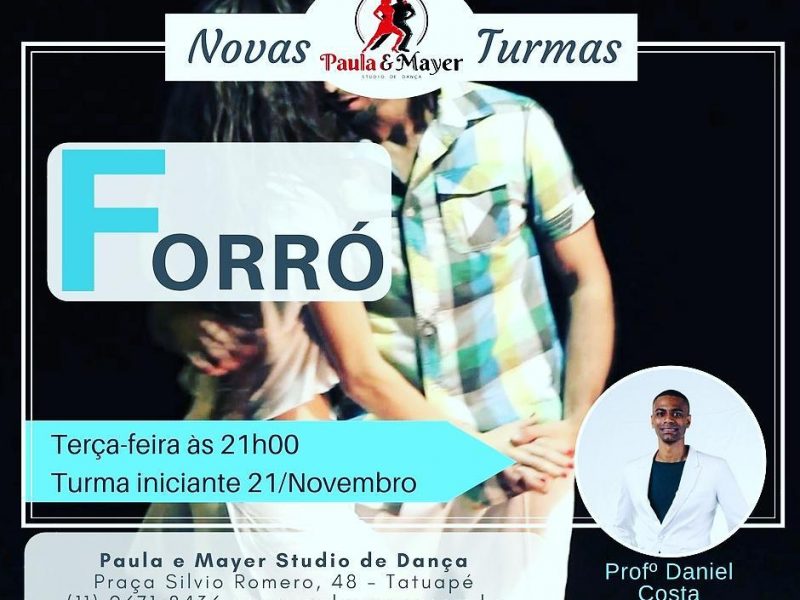 Novas Turmas
Paula & Mayer
STUDIO DE DANÇA
FORRÓ
Terça-feira às 21h00
Turma iniciante 21/Novembro
Profº Daniel
Costa
Paula e Mayer Studio de Dança
Praça Silvio Romero, 48 – Tatuapé